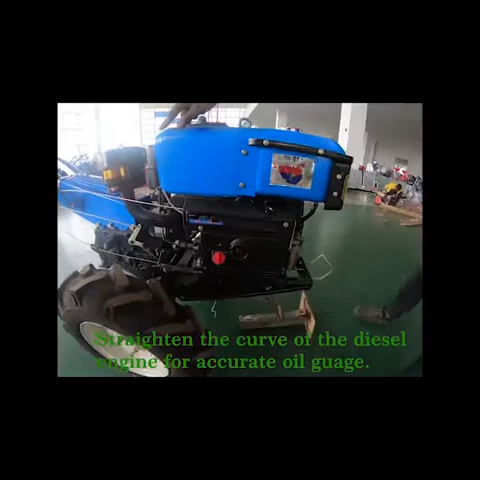 Straighten the curve of the diesel
engine for accurate oil guage.